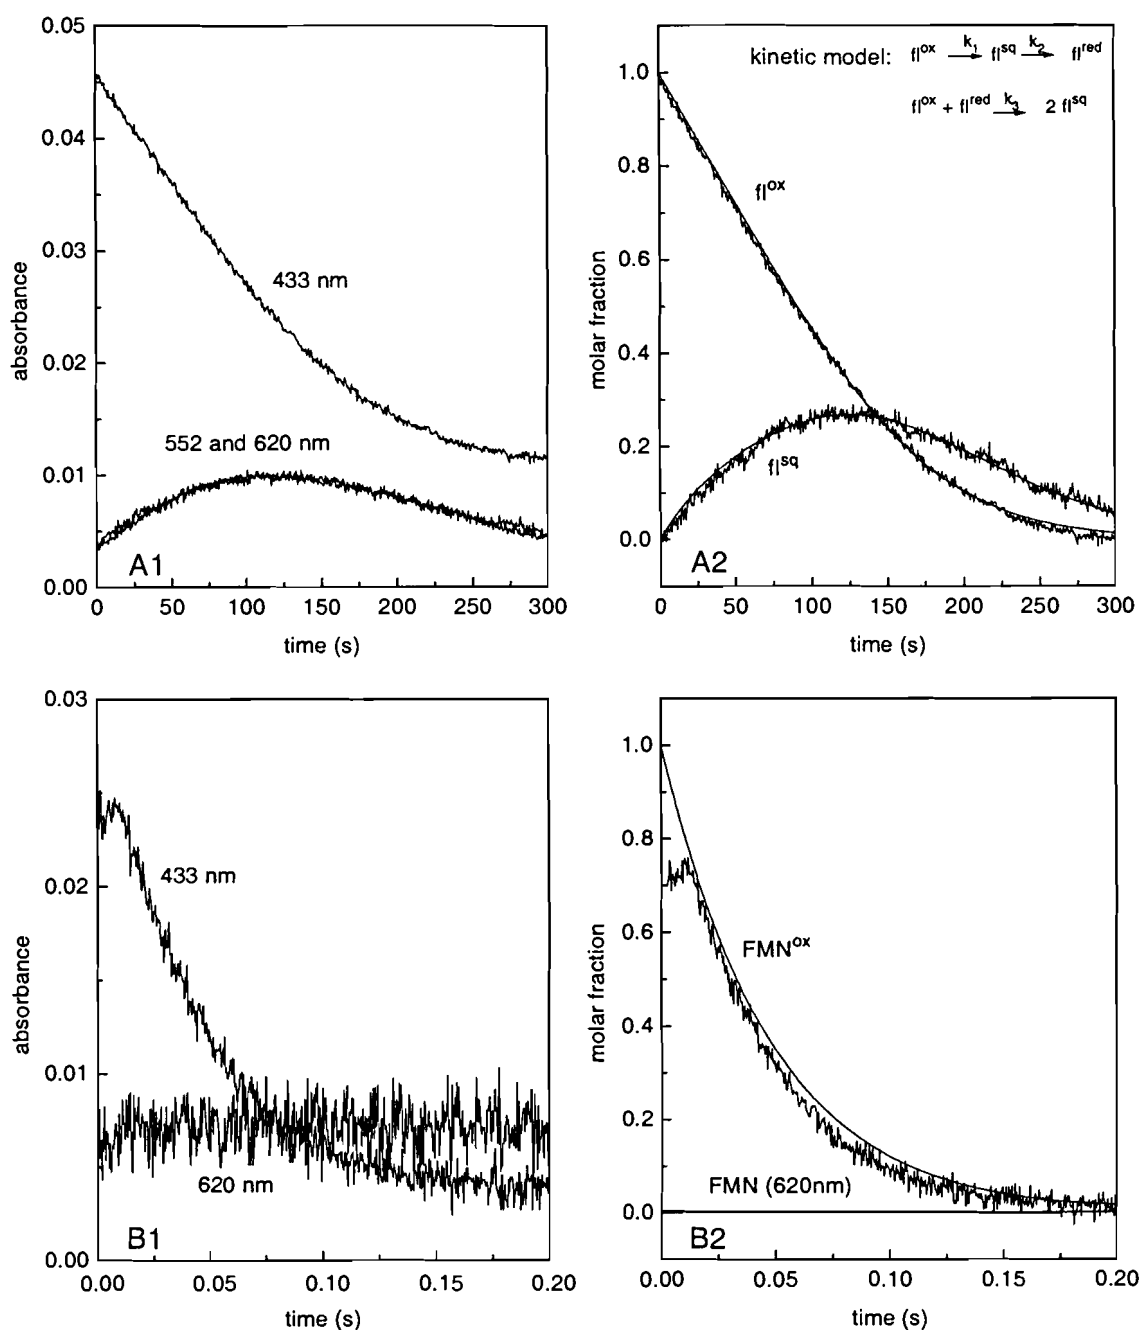 0.05
0.04
0.03
0.02
0.01
0.00
absorbance
433 nm
552 and 620 nm
A1
0 50 100 150 200 250 300
time (s)
kinetic model: fl^ox k₁→ fl^sq k₂→ fl^red
fl^ox + fl^red k₃→ 2 fl^sq
1.0
0.8
0.6
0.4
0.2
0.0
molar fraction
fl^ox
fl^sq
A2
0 50 100 150 200 250 300
time (s)
0.03
0.02
0.01
0.00
absorbance
433 nm
620 nm
B1
0.00 0.05 0.10 0.15 0.20
time (s)
1.0
0.8
0.6
0.4
0.2
0.0
molar fraction
FMN^ox
FMN (620nm)
B2
0.00 0.05 0.10 0.15 0.20
time (s)